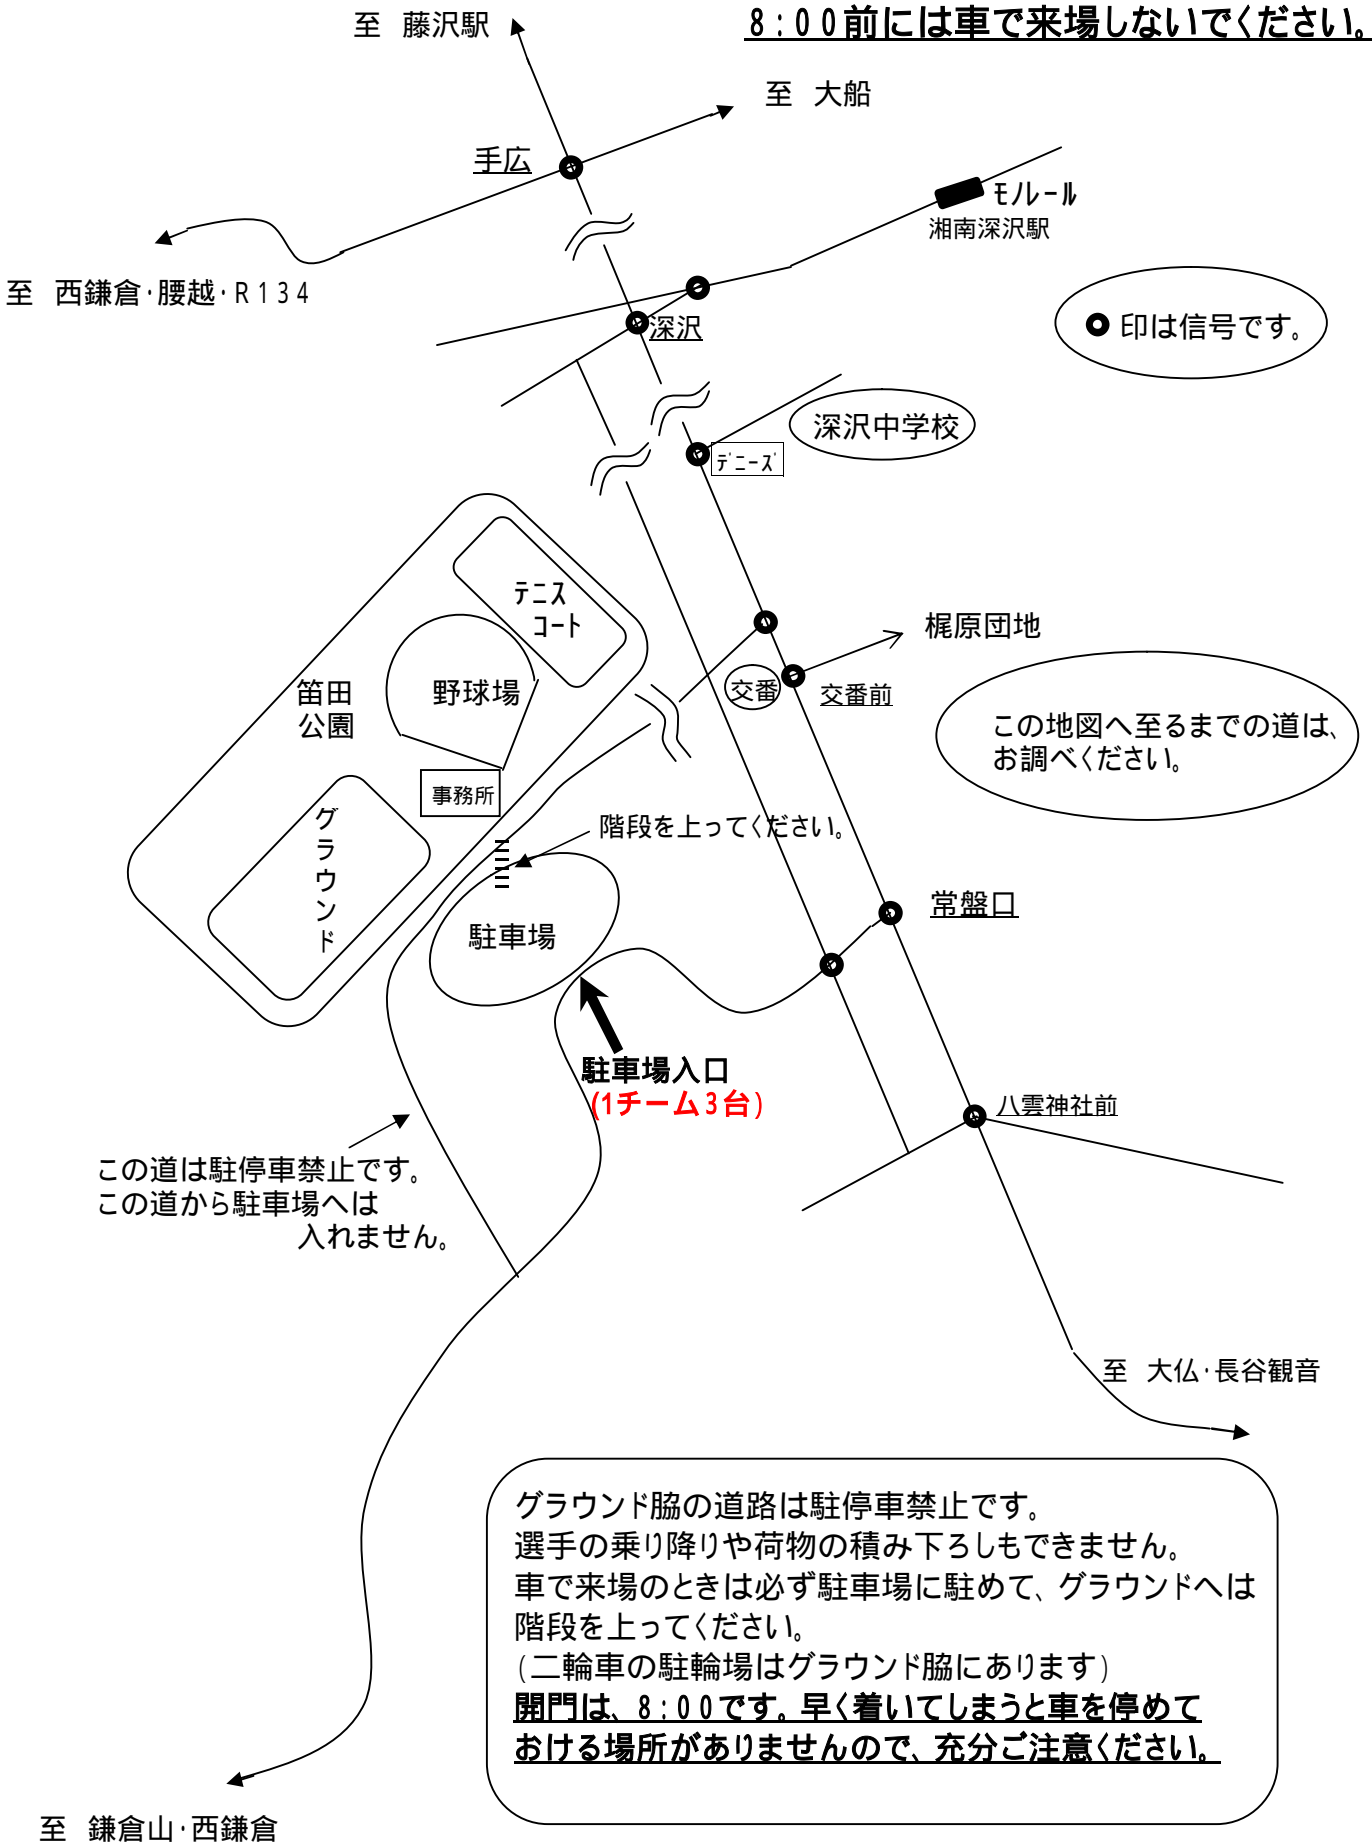 8:00前には車で来場しないでください。
至 藤沢駅
至 大船
手広
モノレール
湘南深沢駅
至 西鎌倉・腰越・R134
深沢
印は信号です。
深沢中学校
デニーズ
テニス
コート
梶原団地
笛田
公園
野球場
交番
交番前
この地図へ至るまでの道は、
お調べください。
事務所
グラウンド
階段を上ってください。
常盤口
駐車場
駐車場入口
(1チーム3台)
八雲神社前
この道は駐停車禁止です。
この道から駐車場へは
入れません。
至 大仏・長谷観音
グラウンド脇の道路は駐停車禁止です。
選手の乗り降りや荷物の積み下ろしもできません。
車で来場のときは必ず駐車場に駐めて、グラウンドへは
階段を上ってください。
(二輪車の駐輪場はグラウンド脇にあります)
開門は、8:00です。早く着いてしまうと車を停めて
おける場所がありませんので、充分ご注意ください。
至 鎌倉山・西鎌倉